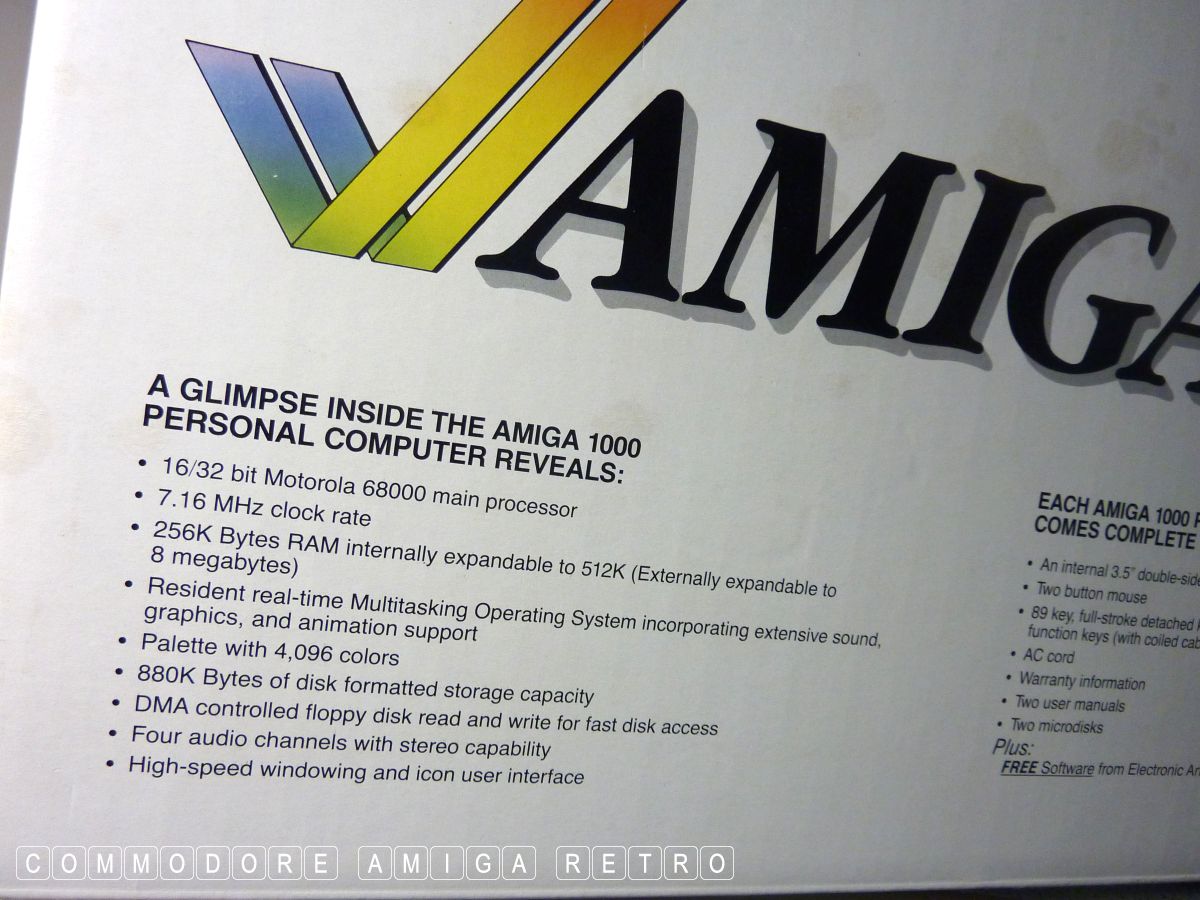 AMIGA
A GLIMPSE INSIDE THE AMIGA 1000
PERSONAL COMPUTER REVEALS:
• 16/32 bit Motorola 68000 main processor
• 7.16 MHz clock rate
• 256K Bytes RAM internally expandable to 512K (Externally expandable to
8 megabytes)
• Resident real-time Multitasking Operating System incorporating extensive sound,
graphics, and animation support
• Palette with 4,096 colors
• 880K Bytes of disk formatted storage capacity
• DMA controlled floppy disk read and write for fast disk access
• Four audio channels with stereo capability
• High-speed windowing and icon user interface
EACH AMIGA 1000
COMES COMPLETE
• An internal 3.5"
• Two button mouse
• 89 key, full-stroke detached
function keys (with coiled
• AC cord
• Warranty information
• Two user manuals
• Two microdisks
Plus:
FREE Software from Electronic
COMMODORE AMIGA RETRO